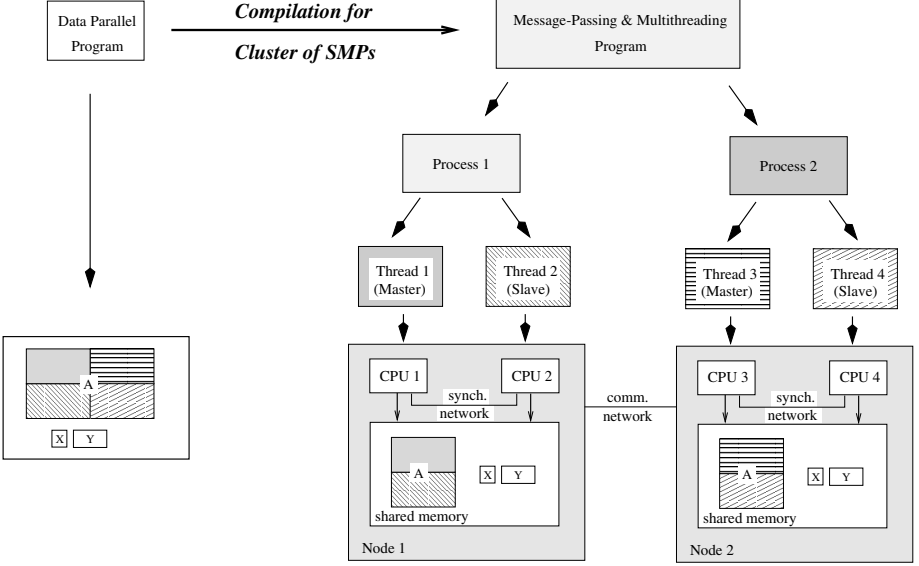 Data Parallel
Program
Compilation for
Cluster of SMPs
Message-Passing & Multithreading
Program
Process 1
Process 2
Thread 1
(Master)
Thread 2
(Slave)
Thread 3
(Master)
Thread 4
(Slave)
A
X
Y
CPU 1
CPU 2
synch.
network
A
X
Y
shared memory
Node 1
comm.
network
CPU 3
CPU 4
synch.
network
A
X
Y
shared memory
Node 2